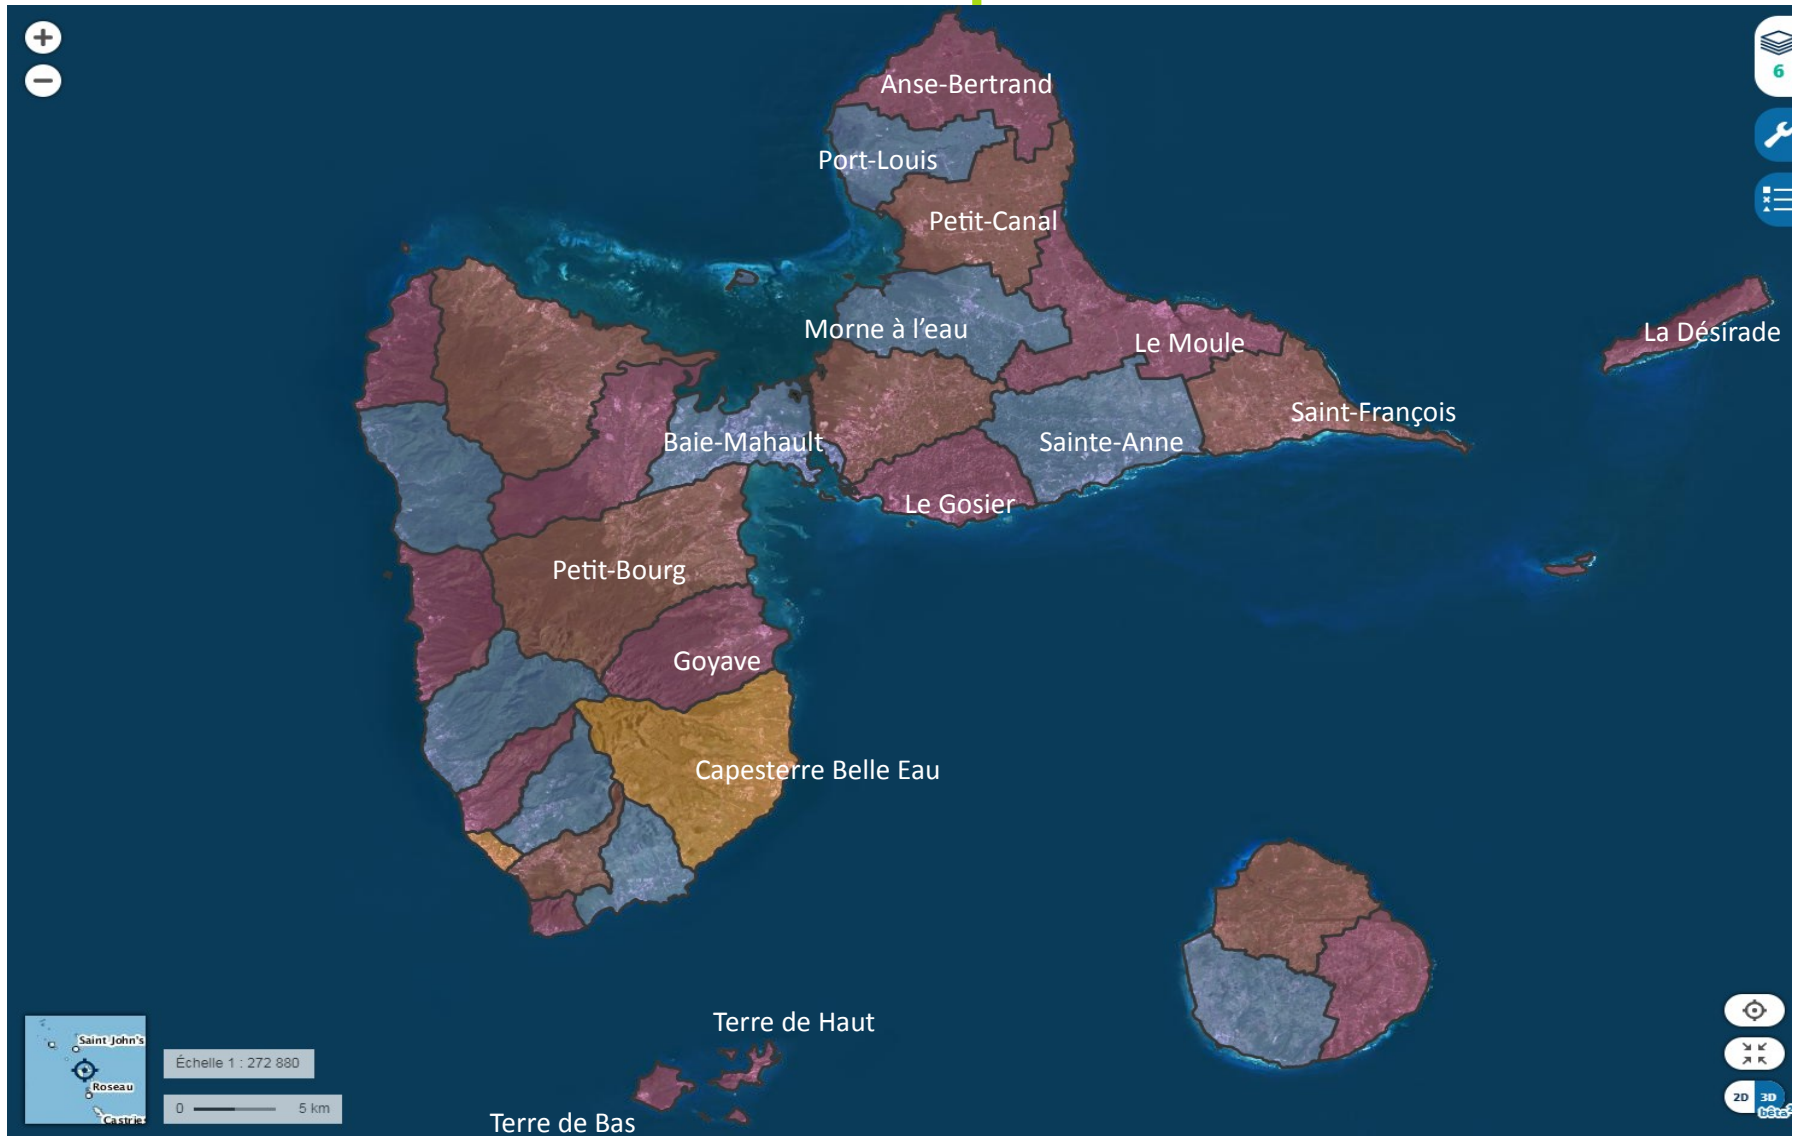 +
−
6
Anse-Bertrand
Port-Louis
Petit-Canal
Morne à l’eau
Le Moule
La Désirade
Saint-François
Baie-Mahault
Sainte-Anne
Le Gosier
Petit-Bourg
Goyave
Capesterre Belle Eau
Terre de Haut
Terre de Bas
Saint John's
Roseau
Castries
Échelle 1 : 272 880
0 5 km
2D 3D
bêta